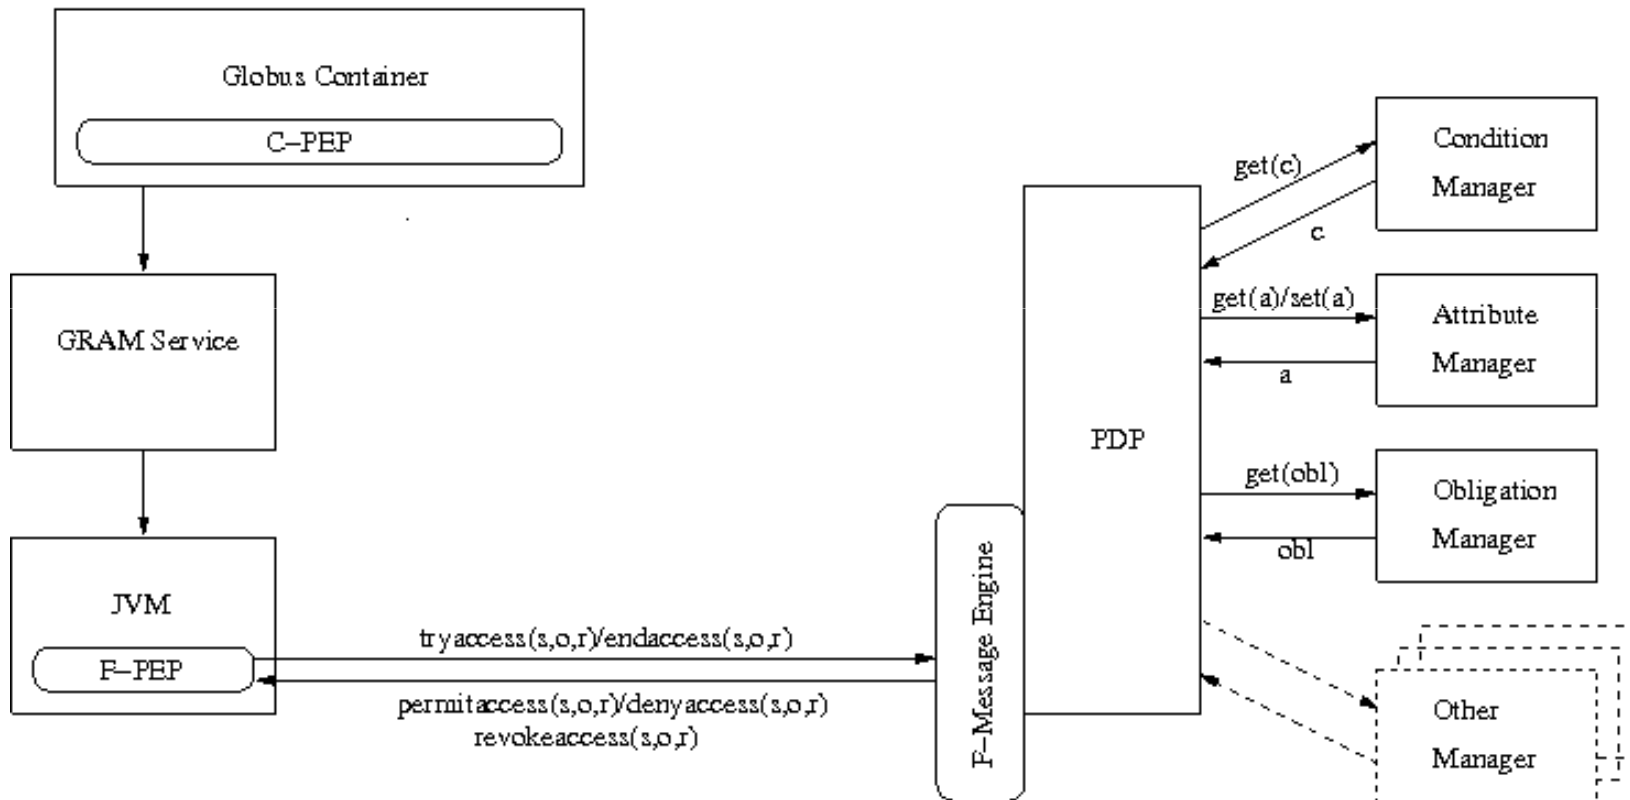 Globus Container
C-PEP
GRAM Service
JVM
F-PEP
tryaccess(s,o,r)/endaccess(s,o,r)
permitaccess(s,o,r)/denyaccess(s,o,r)
revokeaccess(s,o,r)
F-Message Engine
PDP
get(c)
c
Condition
Manager
get(a)/set(a)
a
Attribute
Manager
get(obl)
obl
Obligation
Manager
Other
Manager